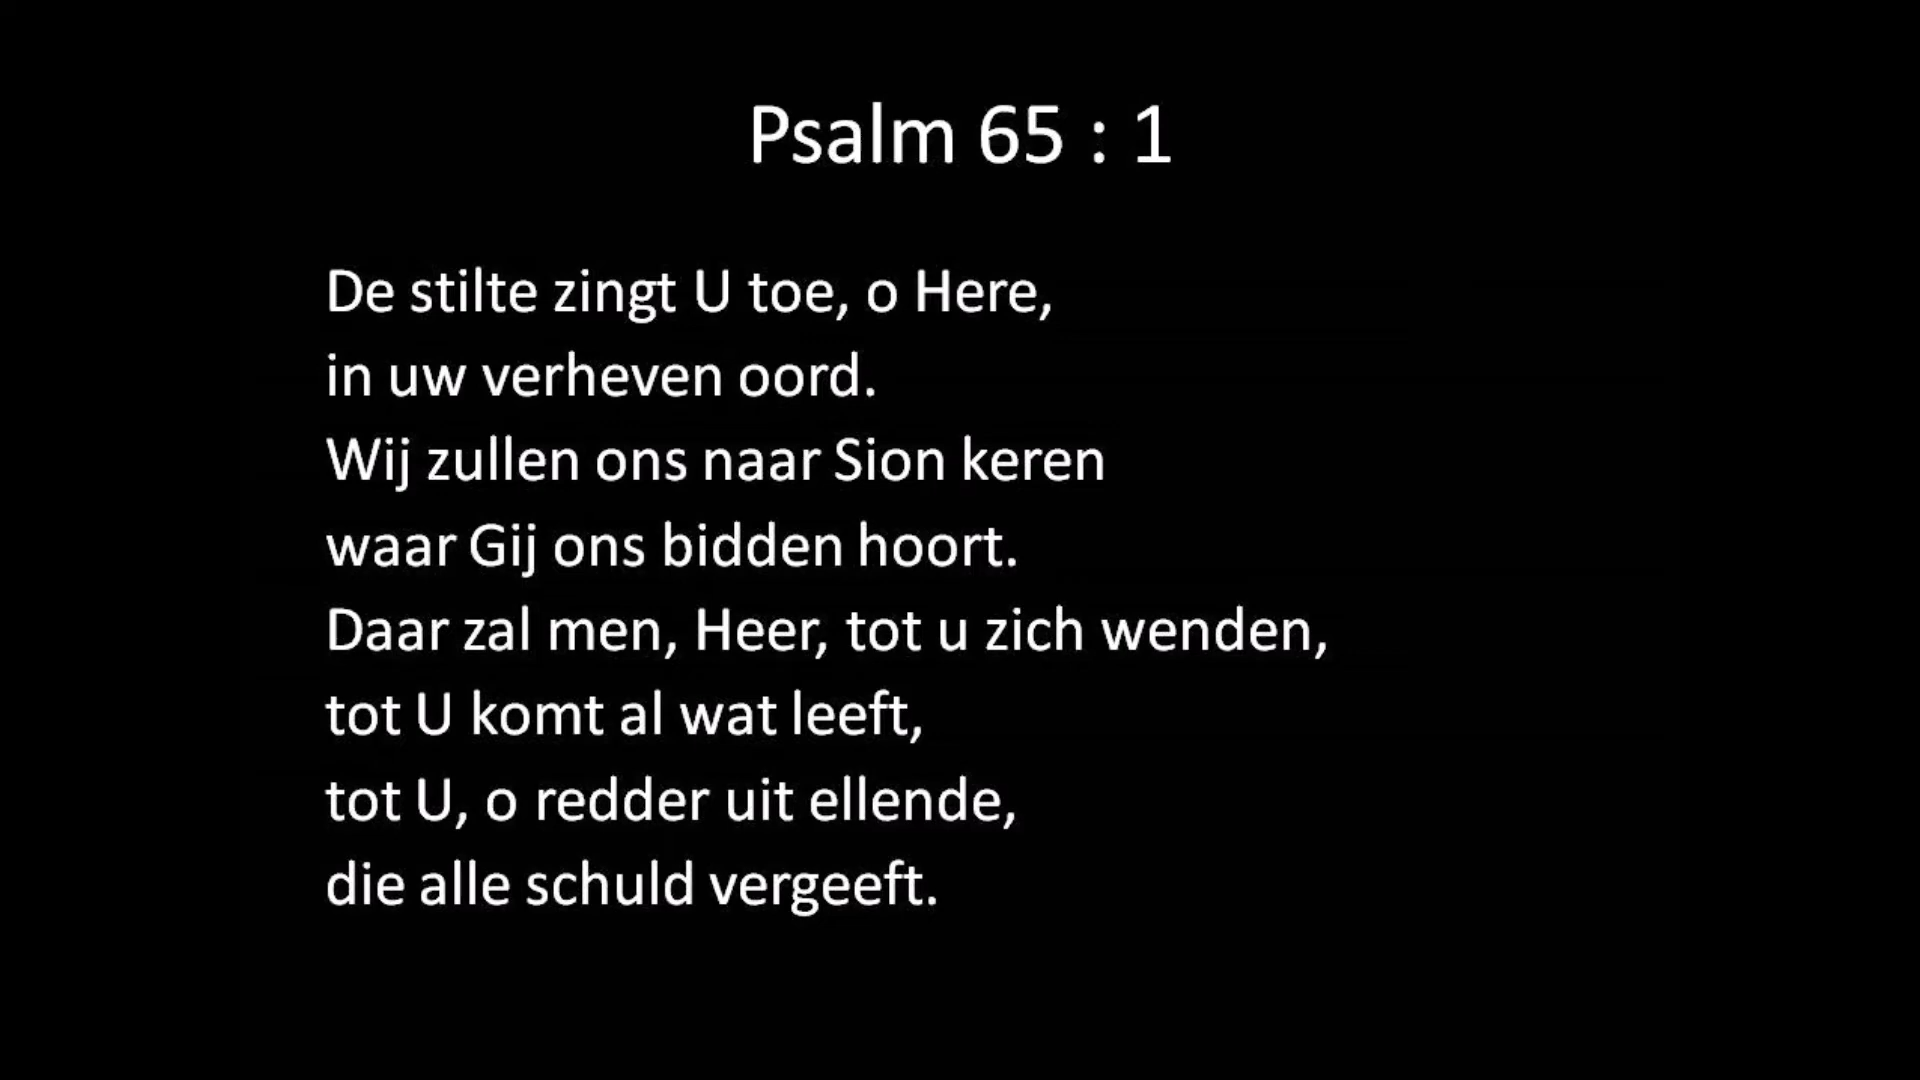 Psalm 65 : 1
De stilte zingt U toe, o Here,
in uw verheven oord.
Wij zullen ons naar Sion keren
waar Gij ons bidden hoort.
Daar zal men, Heer, tot u zich wenden,
tot U komt al wat leeft,
tot U, o redder uit ellende,
die alle schuld vergeeft.